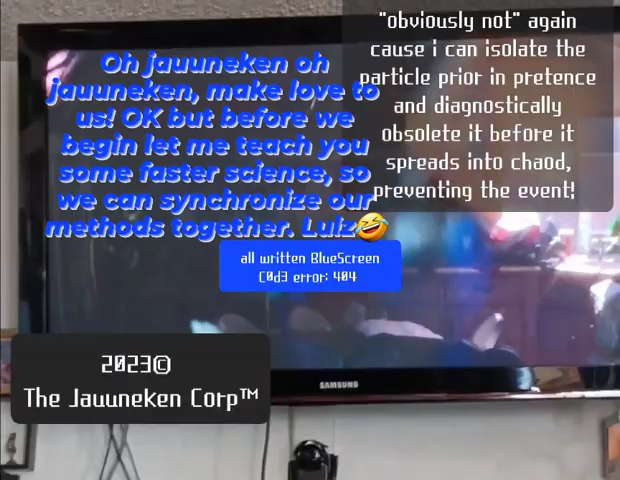 "obviously not" again
cause i can isolate the
particle prior in pretence
and diagnostically
obsolete it before it
spreads into chaod,
preventing the event!
Oh jauuneken oh
jauuneken, make love to
us! OK but before we
begin let me teach you
some faster science, so
we can synchronize our
methods together. Lulz🤣
all written BlueScreen
C0d3 error: 404
2023©
The Jauuneken Corp™
SAMSUNG
4